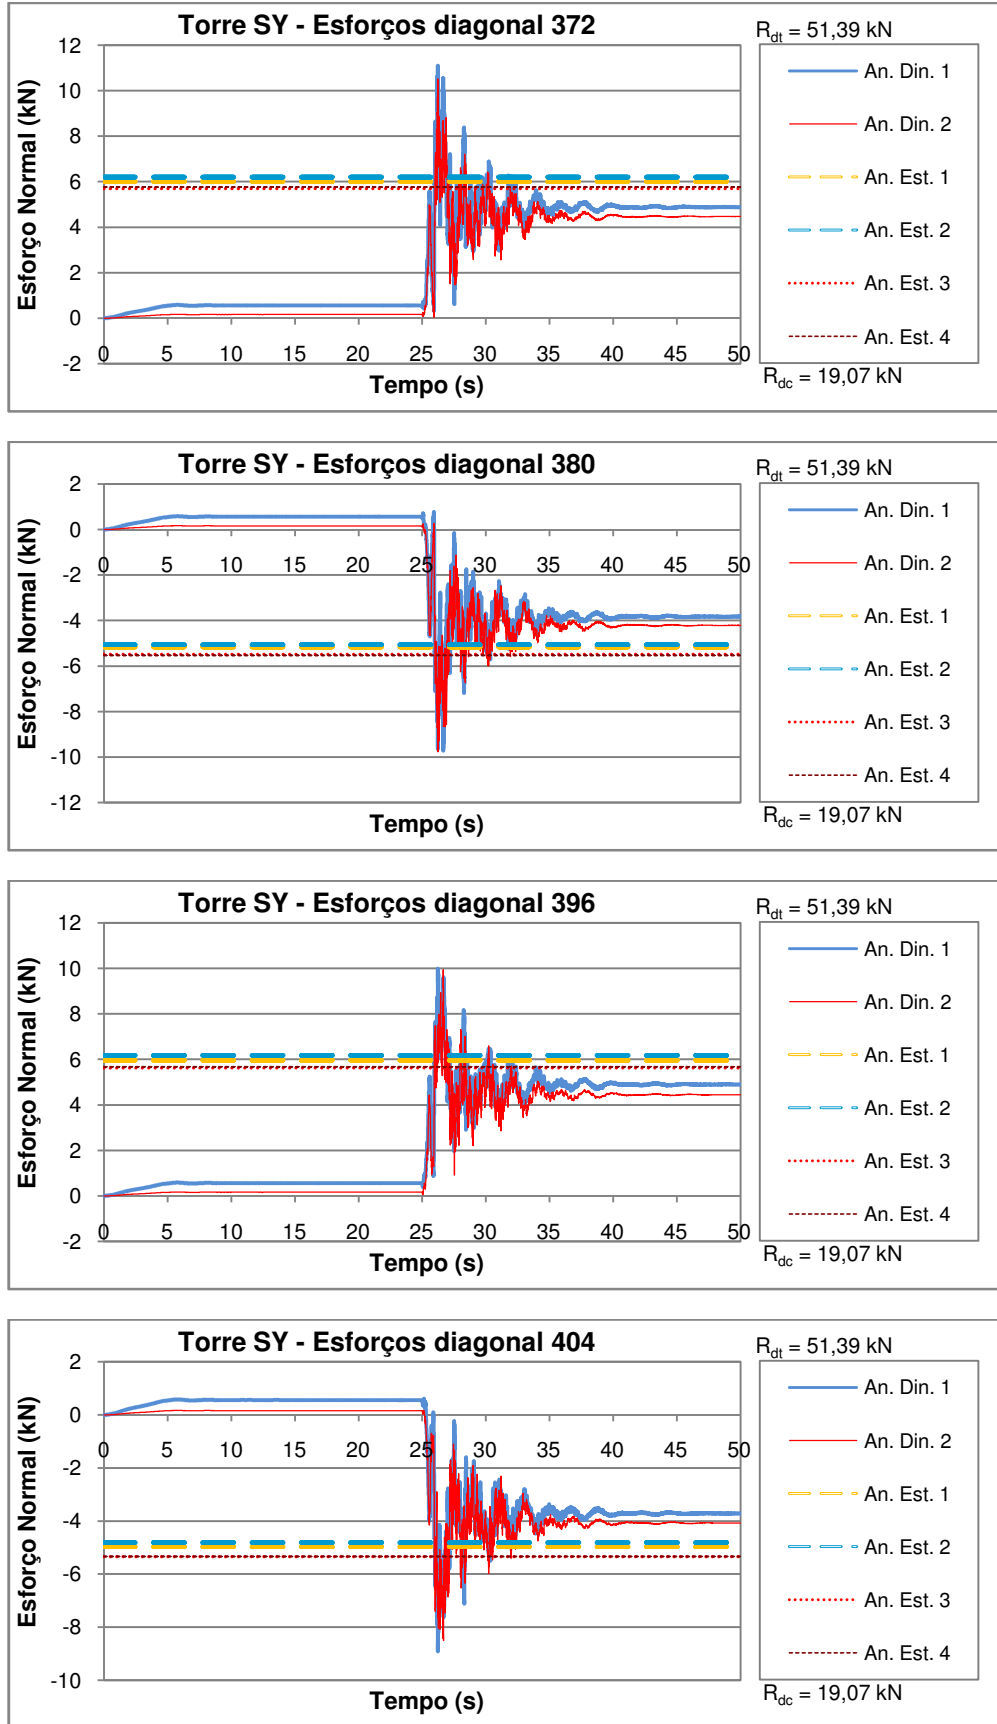 Torre SY - Esforços diagonal 372
R_dt = 51,39 kN
Esforço Normal (kN)
12
10
8
6
4
2
0
-2
0 5 10 15 20 25 30 35 40 45 50
Tempo (s)
An. Din. 1
An. Din. 2
An. Est. 1
An. Est. 2
An. Est. 3
An. Est. 4
R_dc = 19,07 kN
Torre SY - Esforços diagonal 380
R_dt = 51,39 kN
Esforço Normal (kN)
2
0
-2
-4
-6
-8
-10
-12
0 5 10 15 20 25 30 35 40 45 50
Tempo (s)
An. Din. 1
An. Din. 2
An. Est. 1
An. Est. 2
An. Est. 3
An. Est. 4
R_dc = 19,07 kN
Torre SY - Esforços diagonal 396
R_dt = 51,39 kN
Esforço Normal (kN)
12
10
8
6
4
2
0
-2
0 5 10 15 20 25 30 35 40 45 50
Tempo (s)
An. Din. 1
An. Din. 2
An. Est. 1
An. Est. 2
An. Est. 3
An. Est. 4
R_dc = 19,07 kN
Torre SY - Esforços diagonal 404
R_dt = 51,39 kN
Esforço Normal (kN)
2
0
-2
-4
-6
-8
-10
0 5 10 15 20 25 30 35 40 45 50
Tempo (s)
An. Din. 1
An. Din. 2
An. Est. 1
An. Est. 2
An. Est. 3
An. Est. 4
R_dc = 19,07 kN